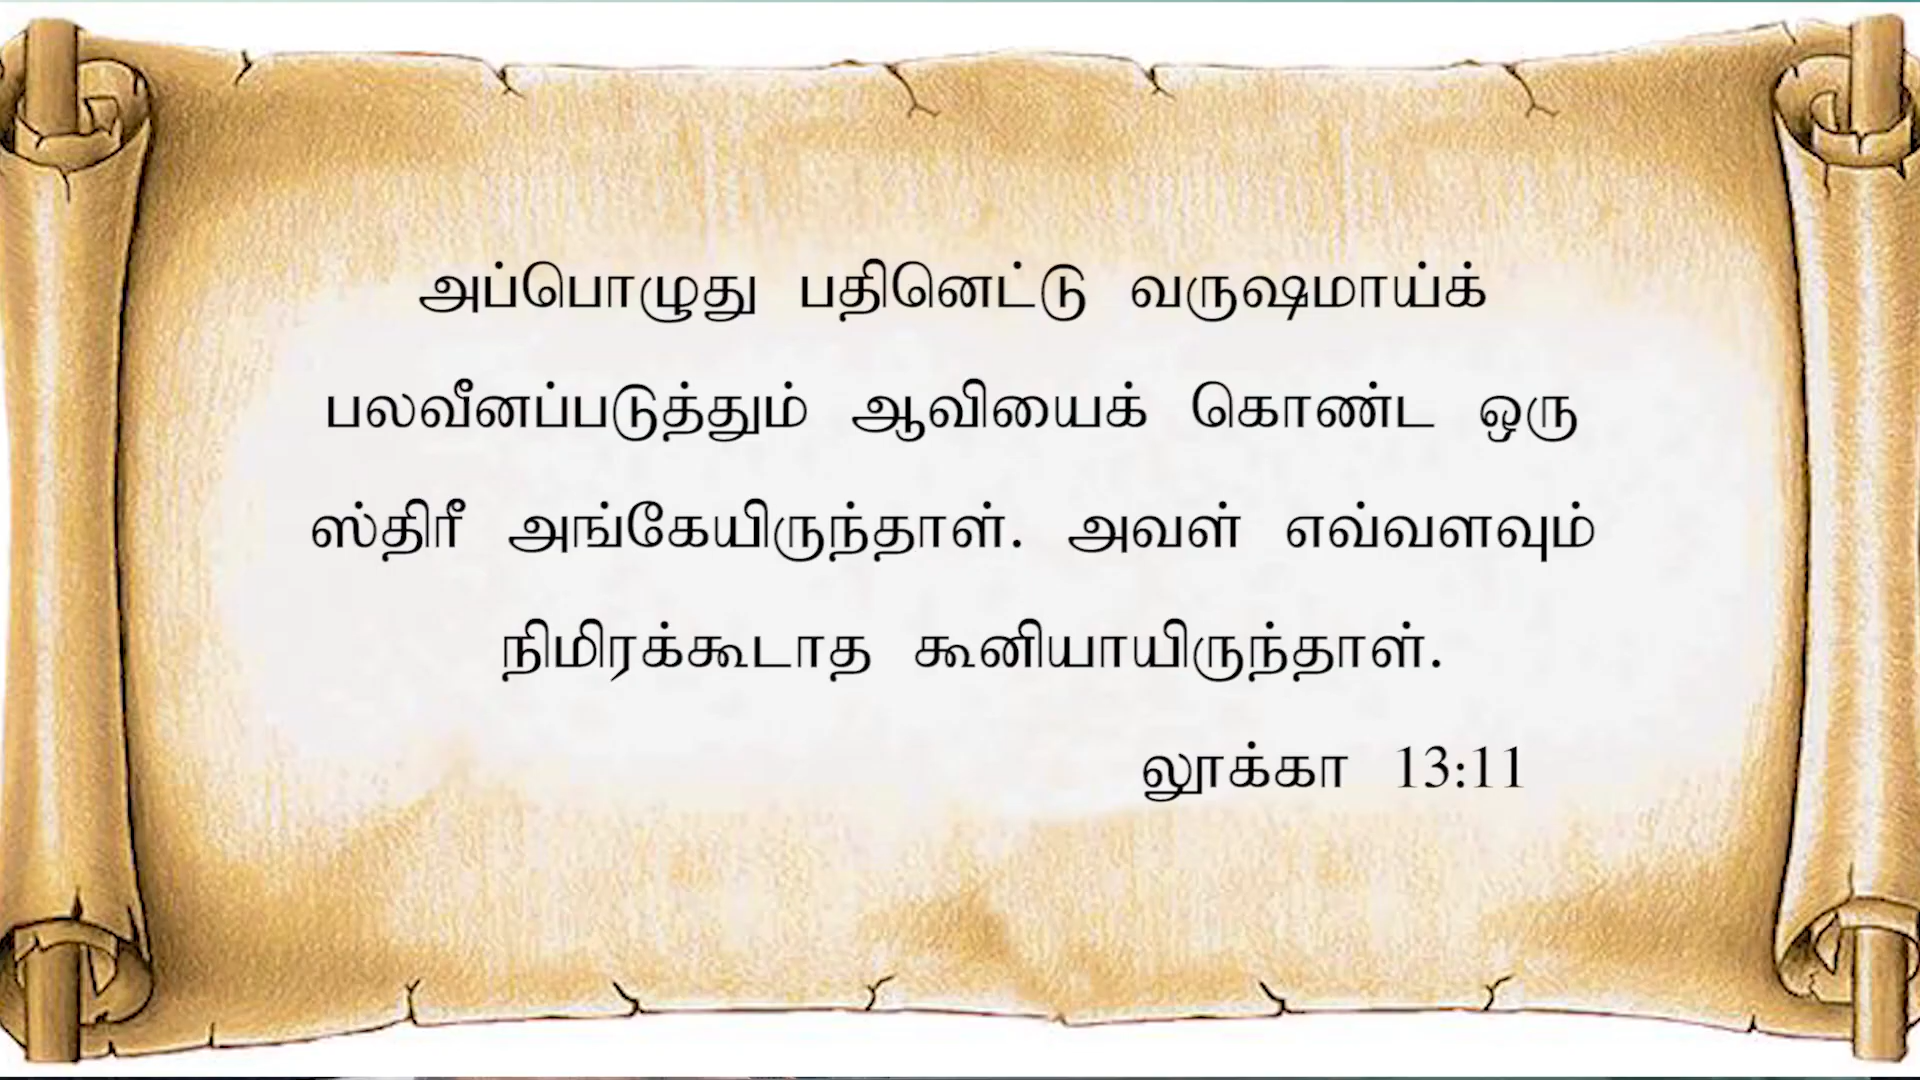 அப்பொழுது பதினெட்டு வருஷமாய்க்
பலவீனப்படுத்தும் ஆவியைக் கொண்ட ஒரு
ஸ்திரீ அங்கேயிருந்தாள். அவள் எவ்வளவும்
நிமிரக்கூடாத கூனியாயிருந்தாள்.
லூக்கா 13:11